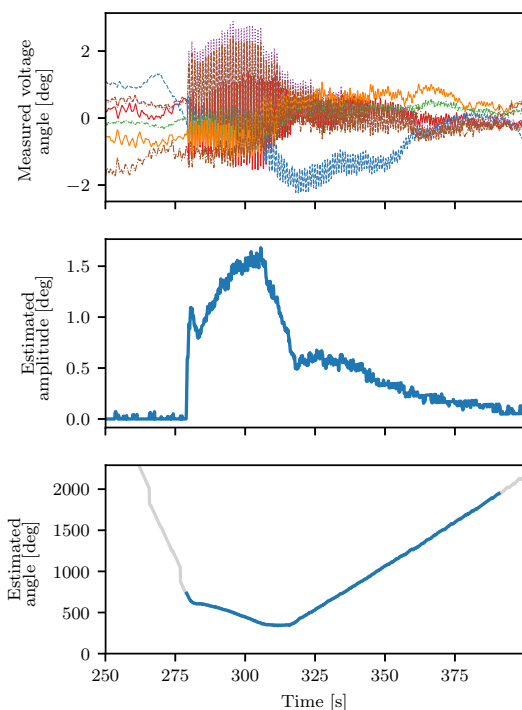 Measured voltage
angle [deg]
2
0
−2
Estimated
amplitude [deg]
1.5
1.0
0.5
0.0
Estimated
angle [deg]
2000
1500
1000
500
0
250
275
300
325
350
375
Time [s]